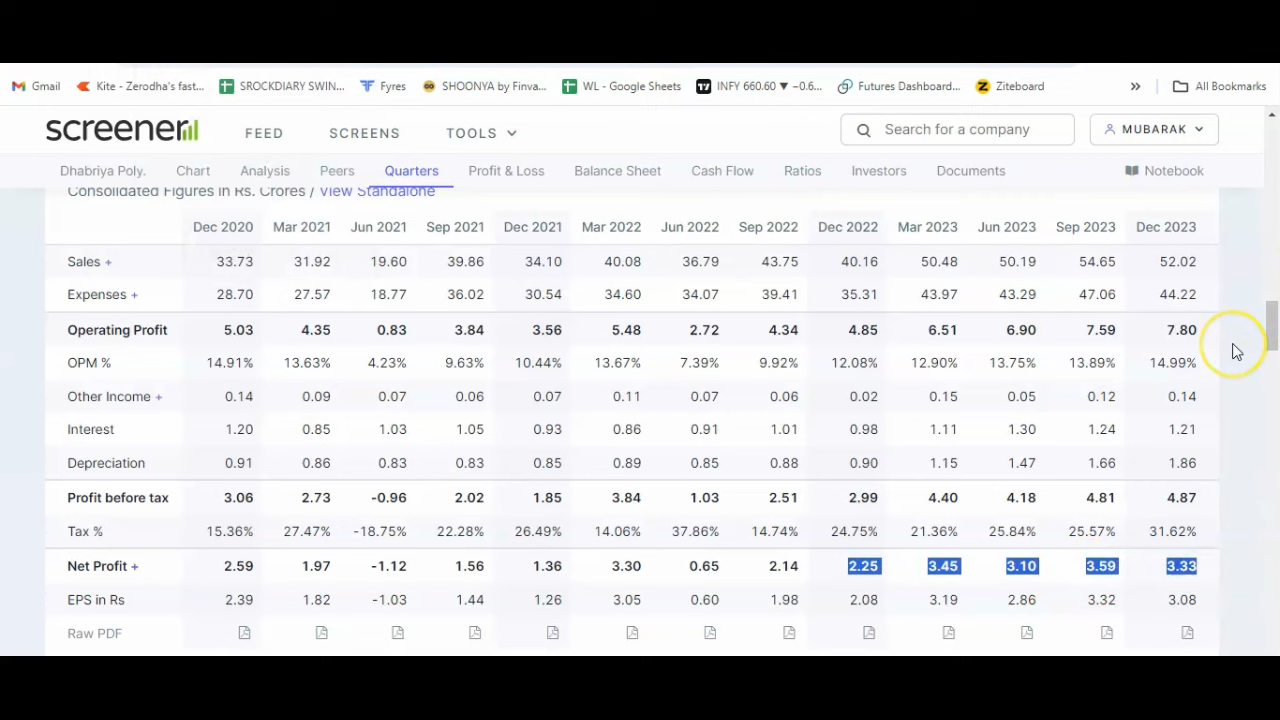 Gmail Kite - Zerodha's fast... SROCKDIARY SWIN... Fyres SHOONYA by Finva... WL - Google Sheets INFY 660.60 ▼ −0.6... Futures Dashboard... Ziteboard » All Bookmarks
screener FEED SCREENS TOOLS Search for a company MUBARAK
Dhabriya Poly. Chart Analysis Peers Quarters Profit & Loss Balance Sheet Cash Flow Ratios Investors Documents Notebook
Consolidated Figures in Rs. Crores / View Standalone
Dec 2020 Mar 2021 Jun 2021 Sep 2021 Dec 2021 Mar 2022 Jun 2022 Sep 2022 Dec 2022 Mar 2023 Jun 2023 Sep 2023 Dec 2023
Sales + 33.73 31.92 19.60 39.86 34.10 40.08 36.79 43.75 40.16 50.48 50.19 54.65 52.02
Expenses + 28.70 27.57 18.77 36.02 30.54 34.60 34.07 39.41 35.31 43.97 43.29 47.06 44.22
Operating Profit 5.03 4.35 0.83 3.84 3.56 5.48 2.72 4.34 4.85 6.51 6.90 7.59 7.80
OPM % 14.91% 13.63% 4.23% 9.63% 10.44% 13.67% 7.39% 9.92% 12.08% 12.90% 13.75% 13.89% 14.99%
Other Income + 0.14 0.09 0.07 0.06 0.07 0.11 0.07 0.06 0.02 0.15 0.05 0.12 0.14
Interest 1.20 0.85 1.03 1.05 0.93 0.86 0.91 1.01 0.98 1.11 1.30 1.24 1.21
Depreciation 0.91 0.86 0.83 0.83 0.85 0.89 0.85 0.88 0.90 1.15 1.47 1.66 1.86
Profit before tax 3.06 2.73 -0.96 2.02 1.85 3.84 1.03 2.51 2.99 4.40 4.18 4.81 4.87
Tax % 15.36% 27.47% -18.75% 22.28% 26.49% 14.06% 37.86% 14.74% 24.75% 21.36% 25.84% 25.57% 31.62%
Net Profit + 2.59 1.97 -1.12 1.56 1.36 3.30 0.65 2.14 2.25 3.45 3.10 3.59 3.33
EPS in Rs 2.39 1.82 -1.03 1.44 1.26 3.05 0.60 1.98 2.08 3.19 2.86 3.32 3.08
Raw PDF